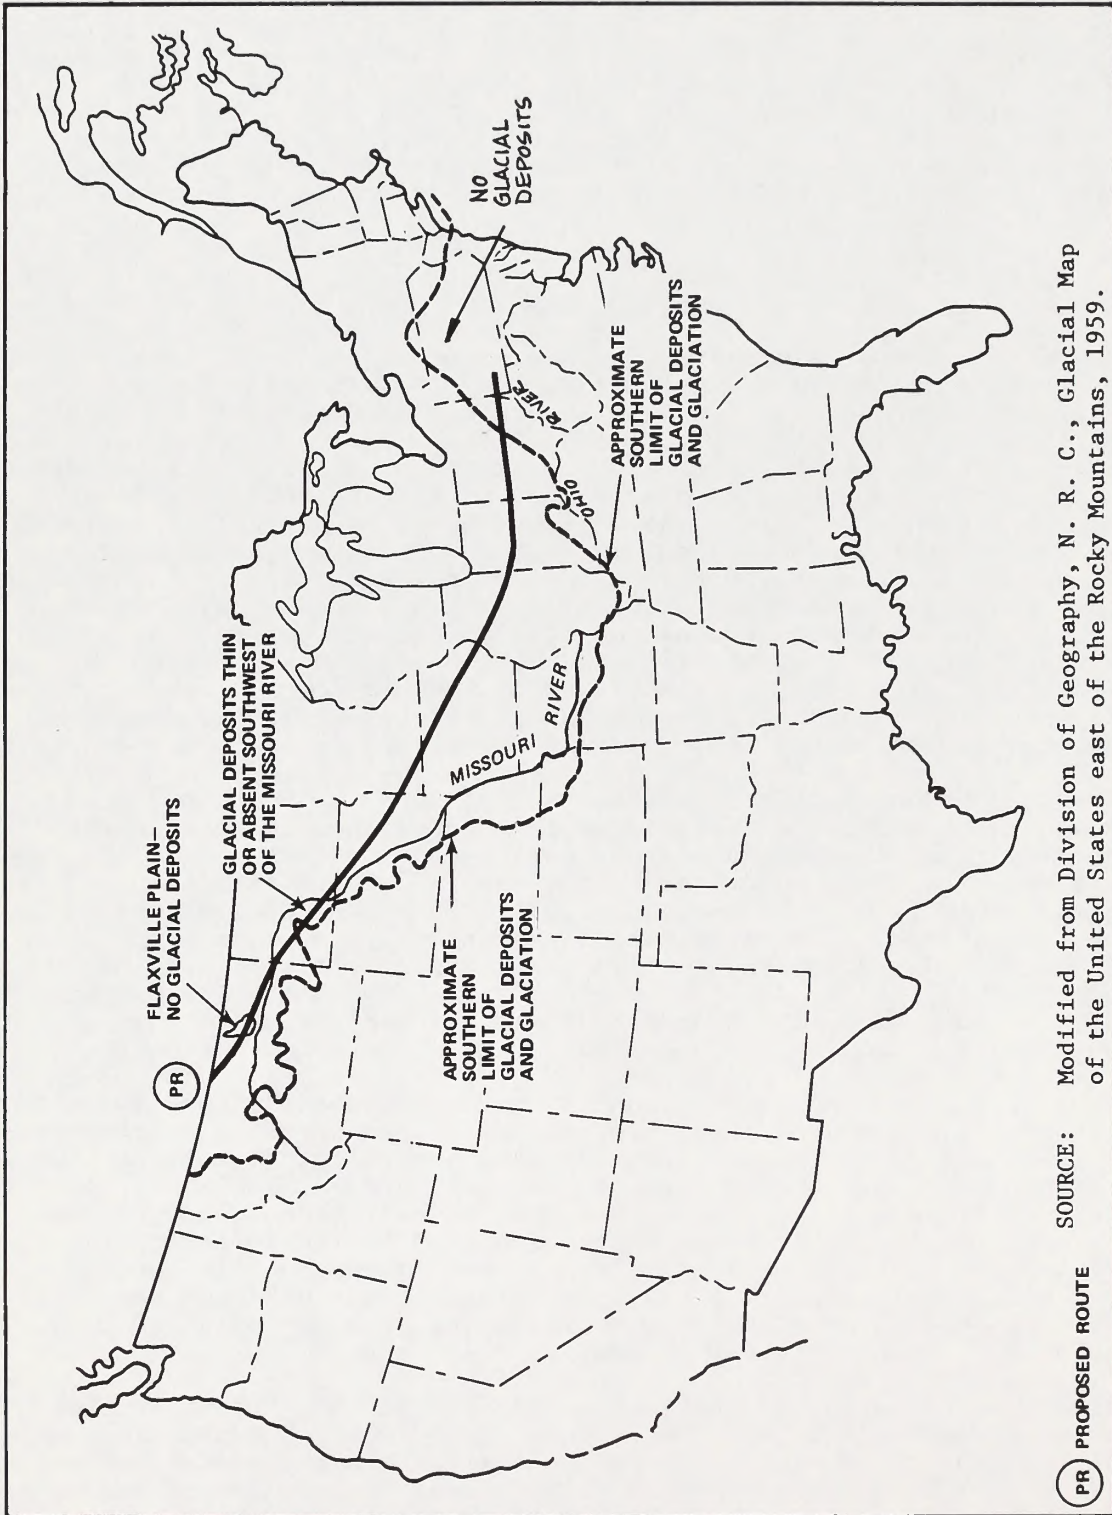 PR
FLAXVILLE PLAIN—
NO GLACIAL DEPOSITS
GLACIAL DEPOSITS THIN
OR ABSENT SOUTHWEST
OF THE MISSOURI RIVER
NO
GLACIAL
DEPOSITS
MISSOURI RIVER
OHIO RIVER
APPROXIMATE
SOUTHERN
LIMIT OF
GLACIAL DEPOSITS
AND GLACIATION
APPROXIMATE
SOUTHERN
LIMIT OF
GLACIAL DEPOSITS
AND GLACIATION
PR PROPOSED ROUTE
SOURCE: Modified from Division of Geography, N. R. C., Glacial Map
of the United States east of the Rocky Mountains, 1959.